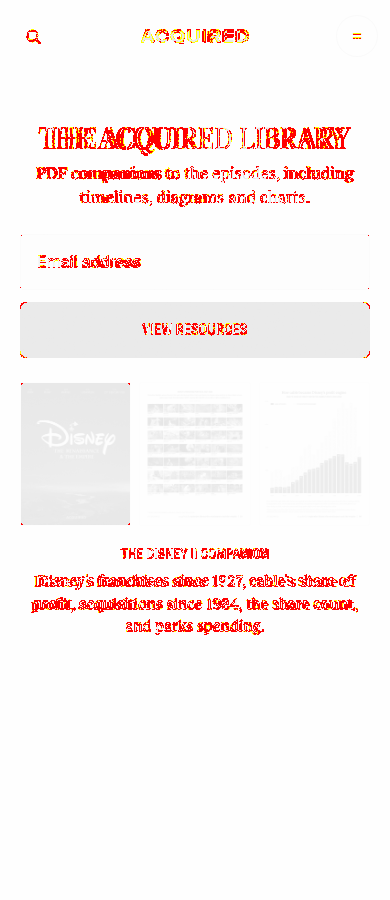 ACQUIRED
THE ACQUIRED LIBRARY
PDF companions to the episodes, including
timelines, diagrams and charts.
Email address
VIEW RESOURCES
Disney
THE DISNEY II COMPANION
Disney's franchises since 1927, cable's share of
profit, acquisitions since 1984, the share count,
and parks spending.